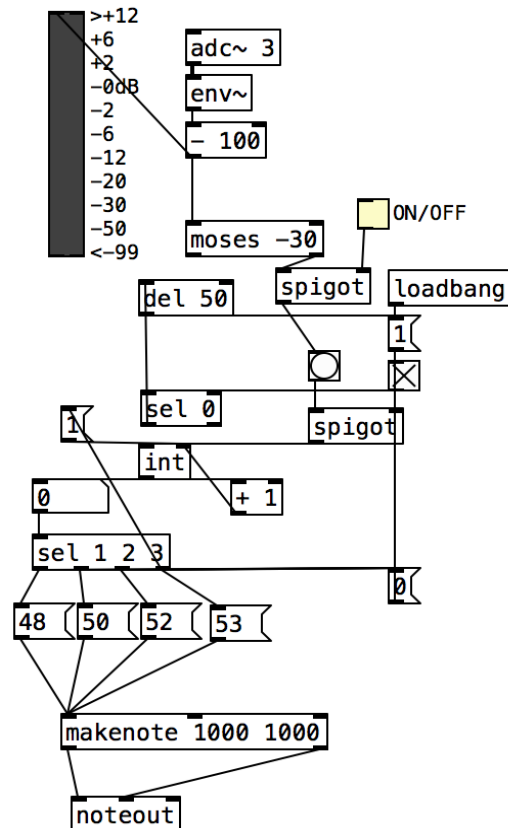 >+12
+6
+2
-0dB
-2
-6
-12
-20
-30
-50
<-99
adc~ 3
env~
- 100
moses -30
ON/OFF
spigot
loadbang
del 50
1
sel 0
spigot
1
int
0
+ 1
sel 1 2 3
0
48
50
52
53
makenote 1000 1000
noteout